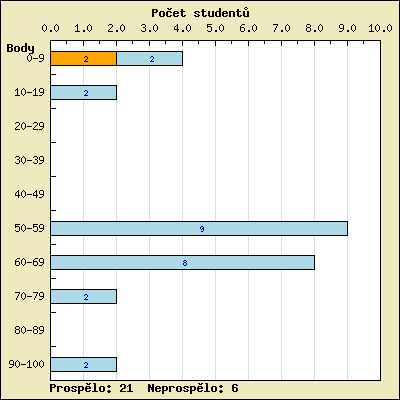 Počet studentů
0.0 1.0 2.0 3.0 4.0 5.0 6.0 7.0 8.0 9.0 10.0
Body
0-9 2 2
10-19 2
20-29
30-39
40-49
50-59 9
60-69 8
70-79 2
80-89
90-100 2
Prospělo: 21 Neprospělo: 6